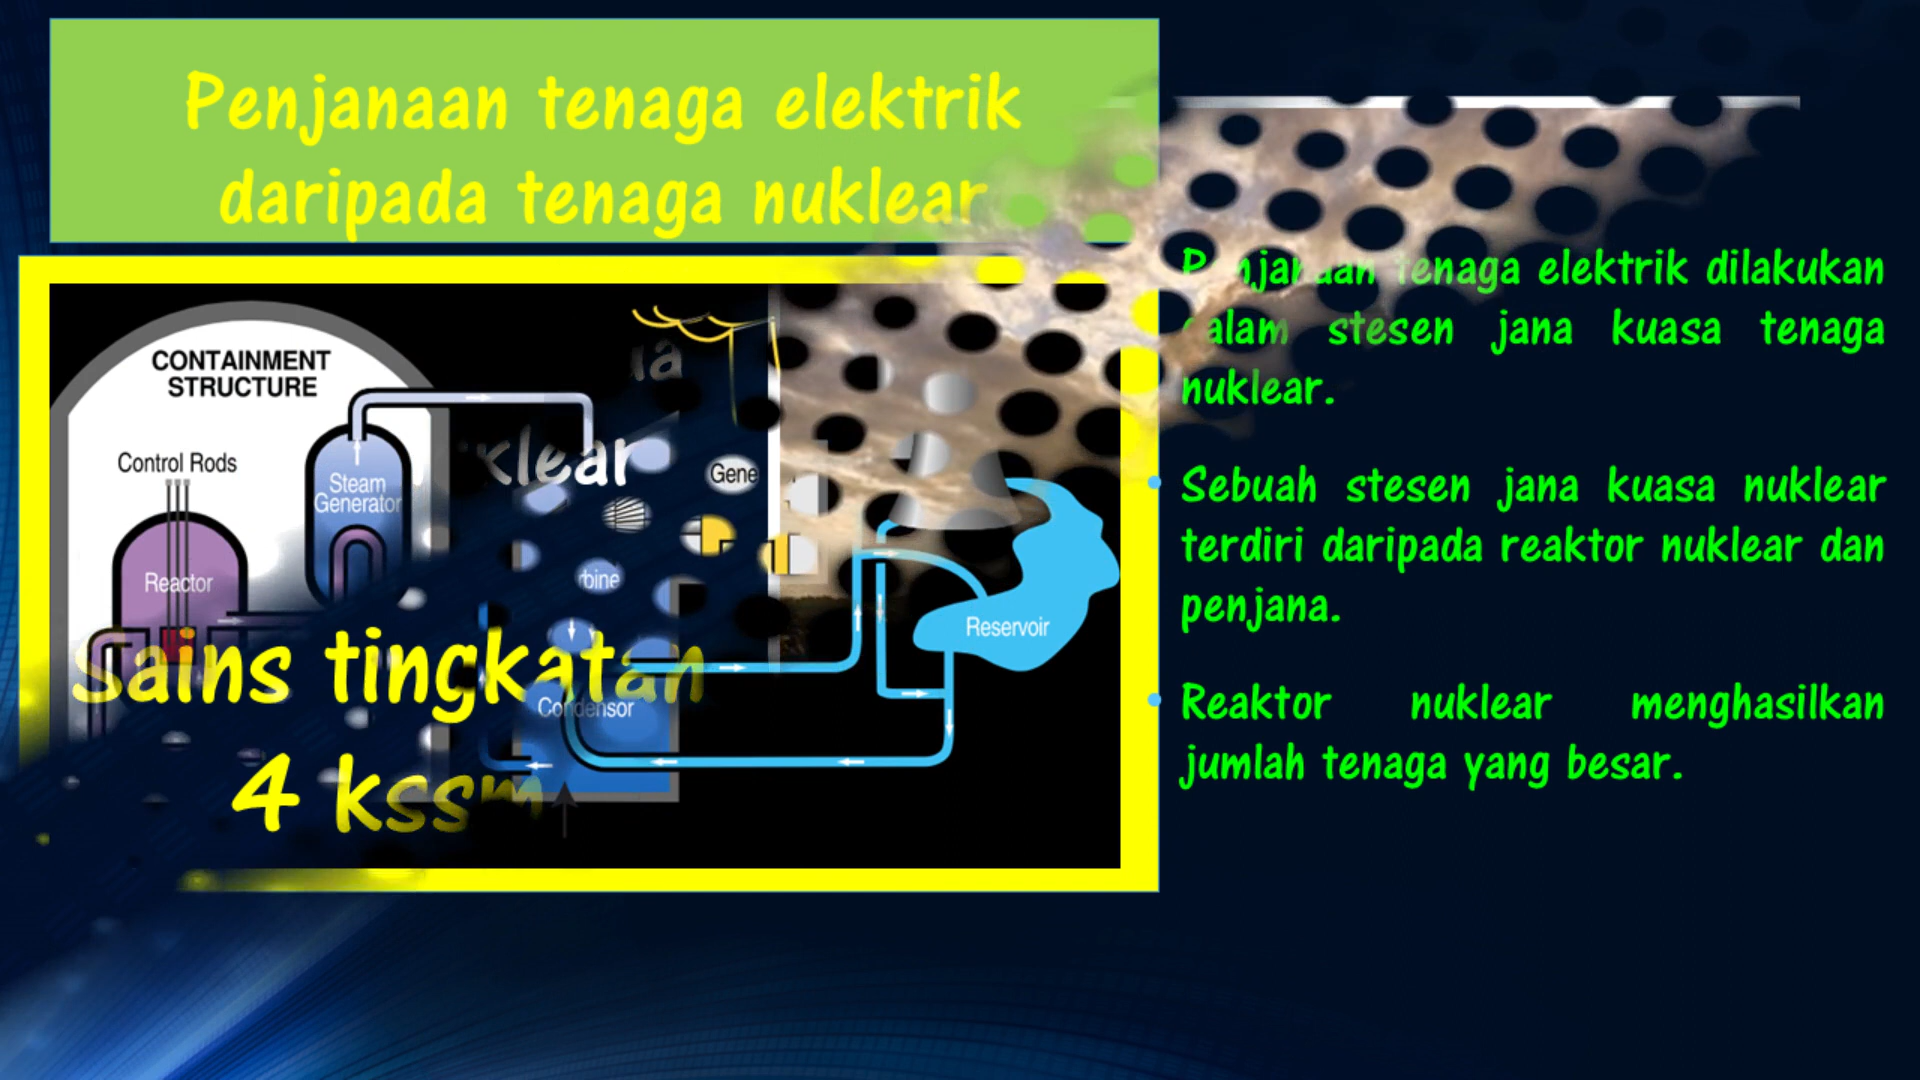 Penjanaan tenaga elektrik
daripada tenaga nuklear
CONTAINMENT
STRUCTURE
Control Rods
Steam
Generator
Reactor
Condensor
Reservoir
Sains tingkatan
4 kssm
tenaga elektrik dilakukan
dalam stesen jana kuasa tenaga
nuklear.
• Sebuah stesen jana kuasa nuklear
terdiri daripada reaktor nuklear dan
penjana.
• Reaktor nuklear menghasilkan
jumlah tenaga yang besar.